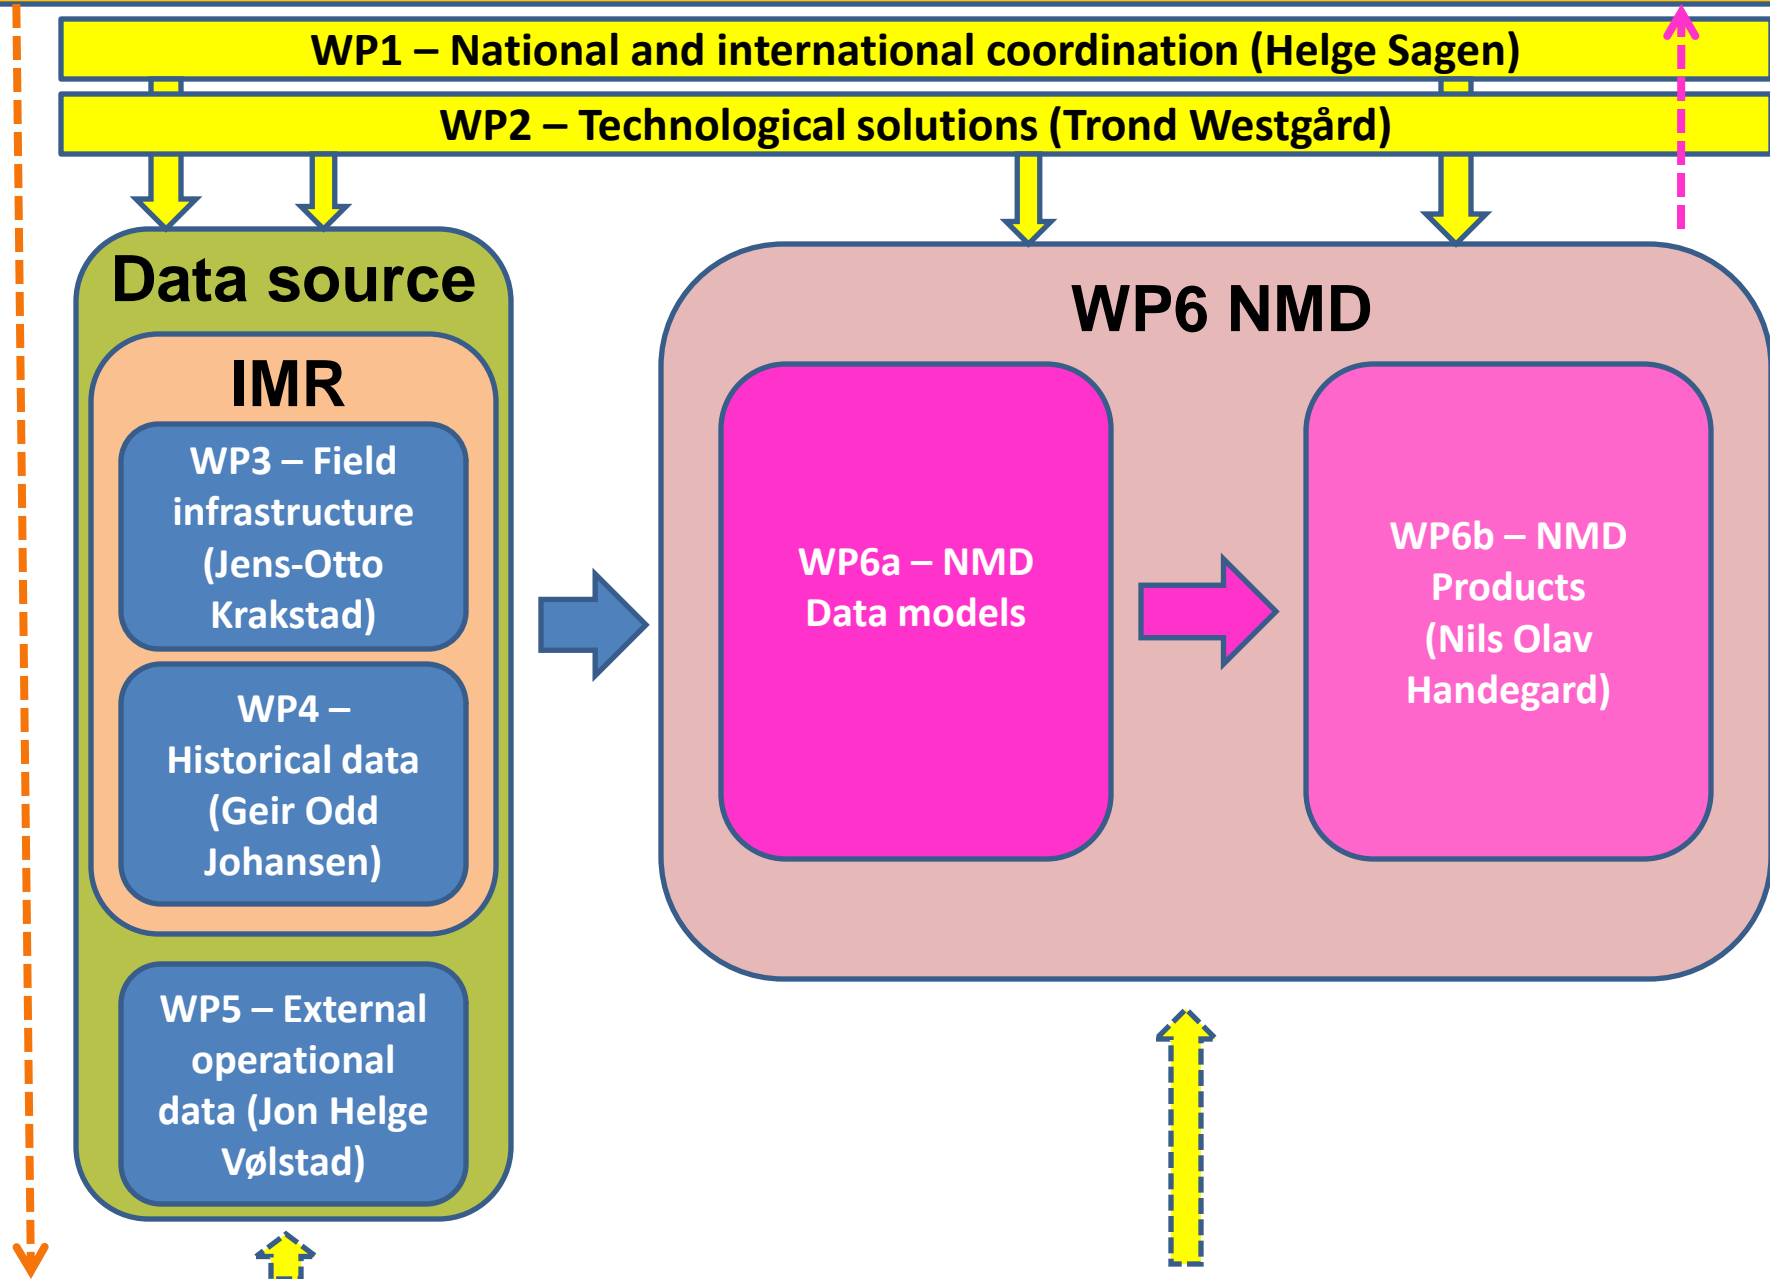 WP1 – National and international coordination (Helge Sagen)
WP2 – Technological solutions (Trond Westgård)
Data source
IMR
WP3 – Field
infrastructure
(Jens-Otto
Krakstad)
WP4 –
Historical data
(Geir Odd
Johansen)
WP5 – External
operational
data (Jon Helge
Vølstad)
WP6 NMD
WP6a – NMD
Data models
WP6b – NMD
Products
(Nils Olav
Handegard)